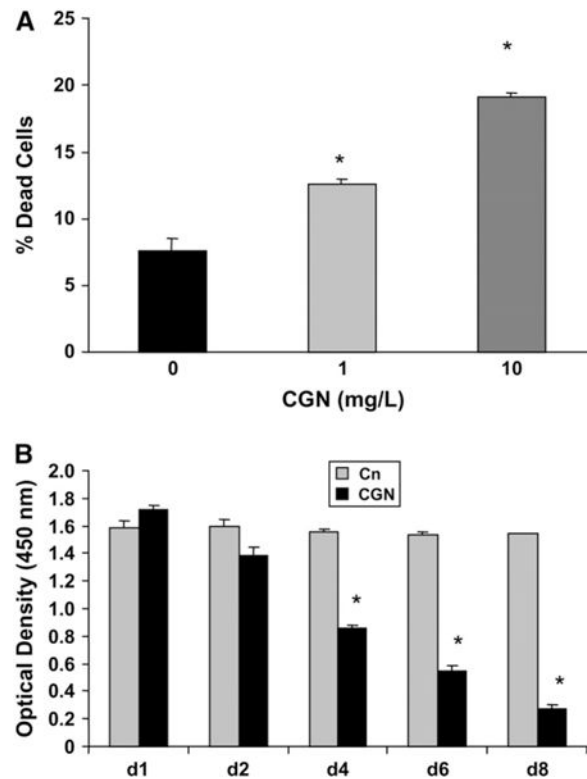 A
25
20
15
10
5
0
% Dead Cells
*
*
0 1 10
CGN (mg/L)
B
2.0
1.8
1.6
1.4
1.2
1.0
0.8
0.6
0.4
0.2
0
Optical Density (450 nm)
Cn
CGN
*
*
*
d1 d2 d4 d6 d8